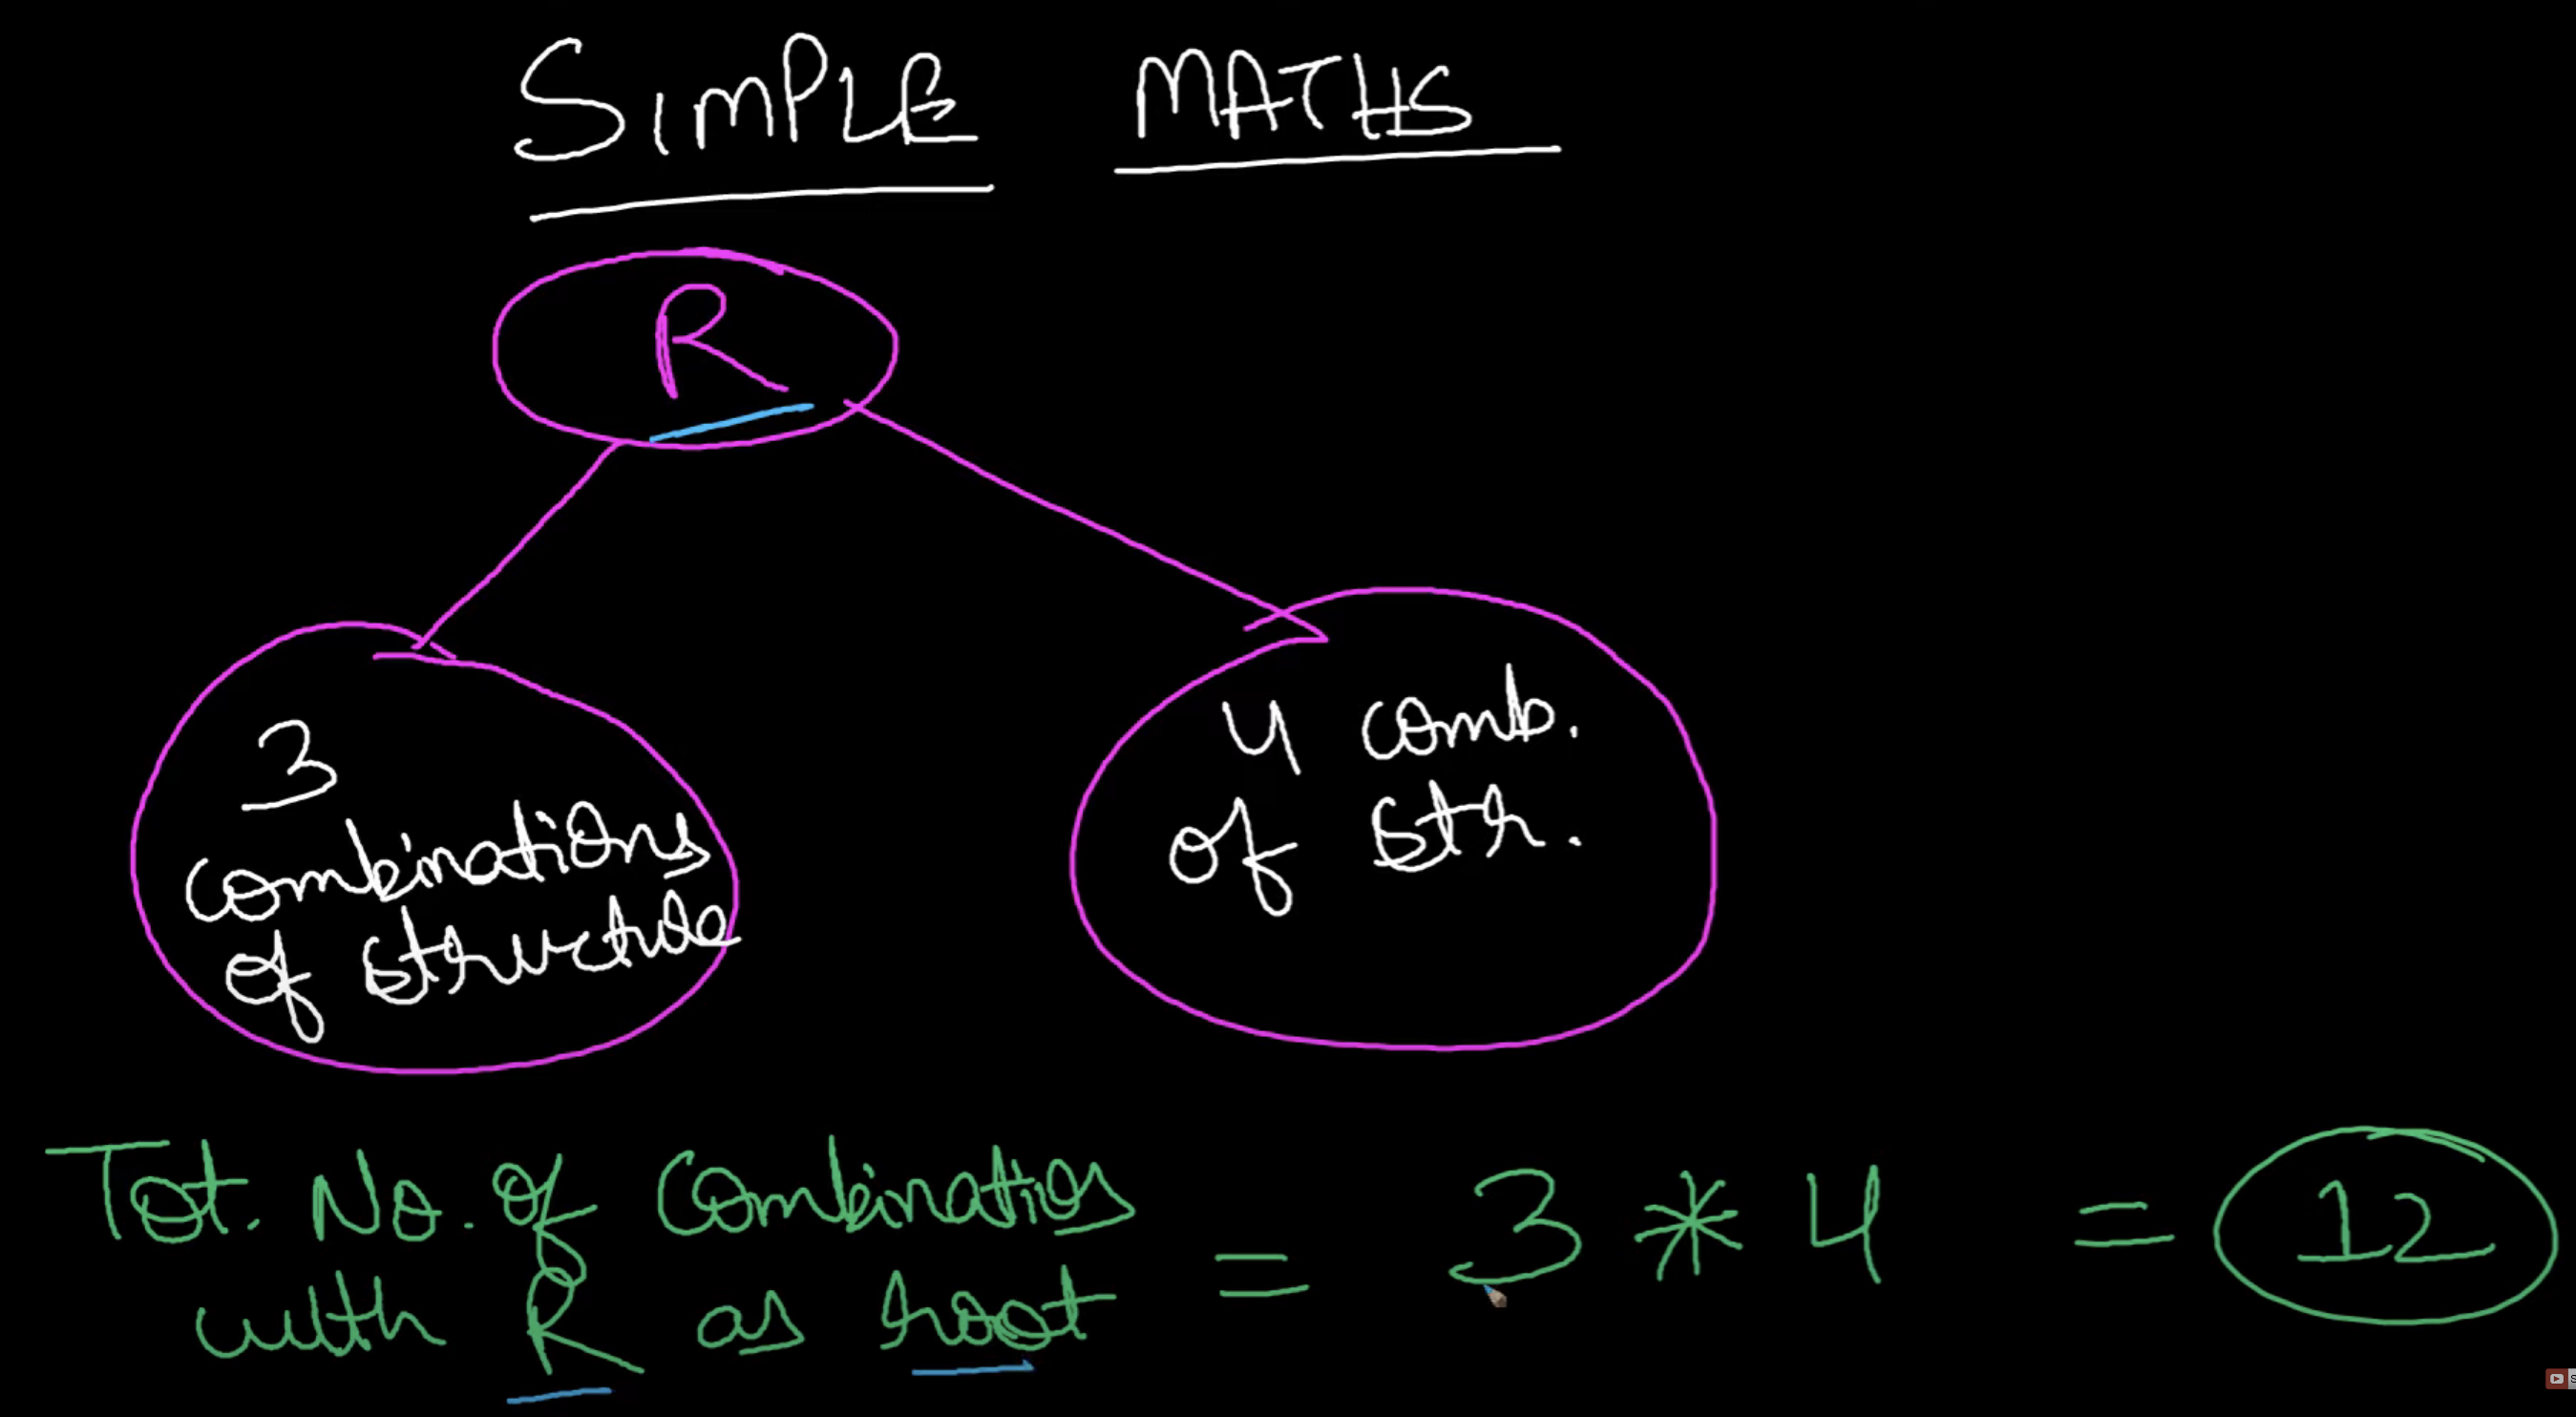 SIMPLE MATHS
R
3
combinations
of structure
4 comb.
of str.
Tot. No. of Combinatios
with R as root = 3 * 4 = 12